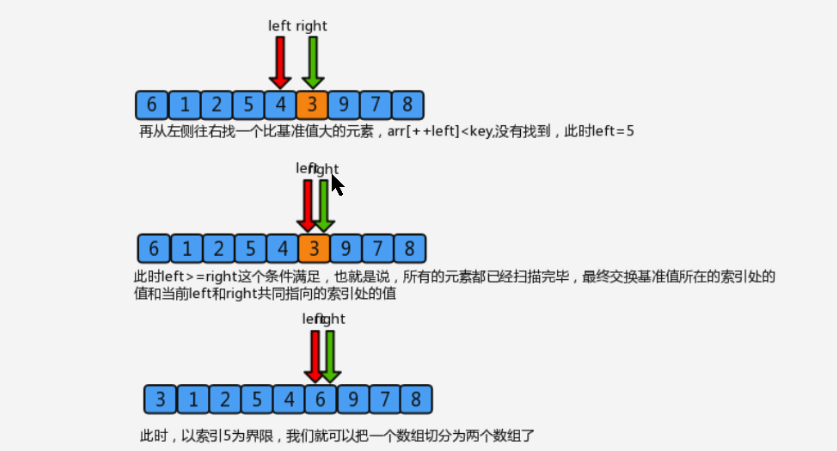 left right
6 1 2 5 4 3 9 7 8
再从左侧往右找一个比基准值大的元素，arr[++left]<key,没有找到，此时left=5
left right
6 1 2 5 4 3 9 7 8
此时left>=right这个条件满足，也就是说，所有的元素都已经扫描完毕，最终交换基准值所在的索引处的
值和当前left和right共同指向的索引处的值
left right
3 1 2 5 4 6 9 7 8
此时，以索引5为界限，我们就可以把一个数组切分为两个数组了